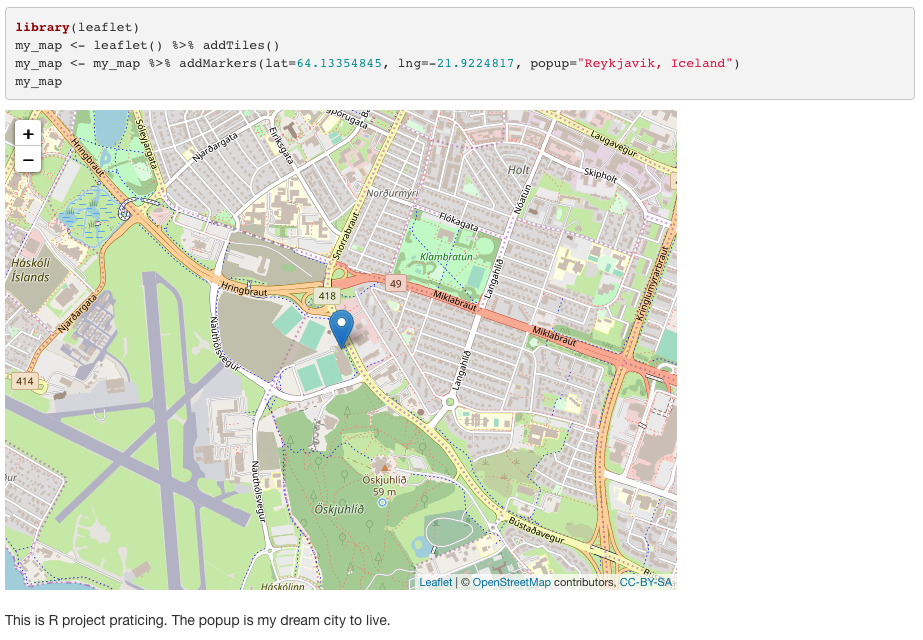 library(leaflet)
my_map <- leaflet() %>% addTiles()
my_map <- my_map %>% addMarkers(lat=64.13354845, lng=-21.9224817, popup="Reykjavik, Iceland")
my_map
+
−
Hringbraut
Sóleyjargata
Njarðargata
Eiríksgata
Snorrabraut
Norðurmýri
Flókagata
Klambratún
Holt
Nóatún
Skipholt
Laugavegur
Háskóli
Íslands
Njarðargata
Hringbraut
418
49
Miklabraut
Langahlíð
Miklabraut
Kringlumýrarbraut
414
Nauthólsvegur
Langahlíð
Nauthólsvegur
Öskjuhlíð
59 m
Öskjuhlíð
Bústaðavegur
Háskólinn
Leaflet | © OpenStreetMap contributors, CC-BY-SA
This is R project praticing. The popup is my dream city to live.